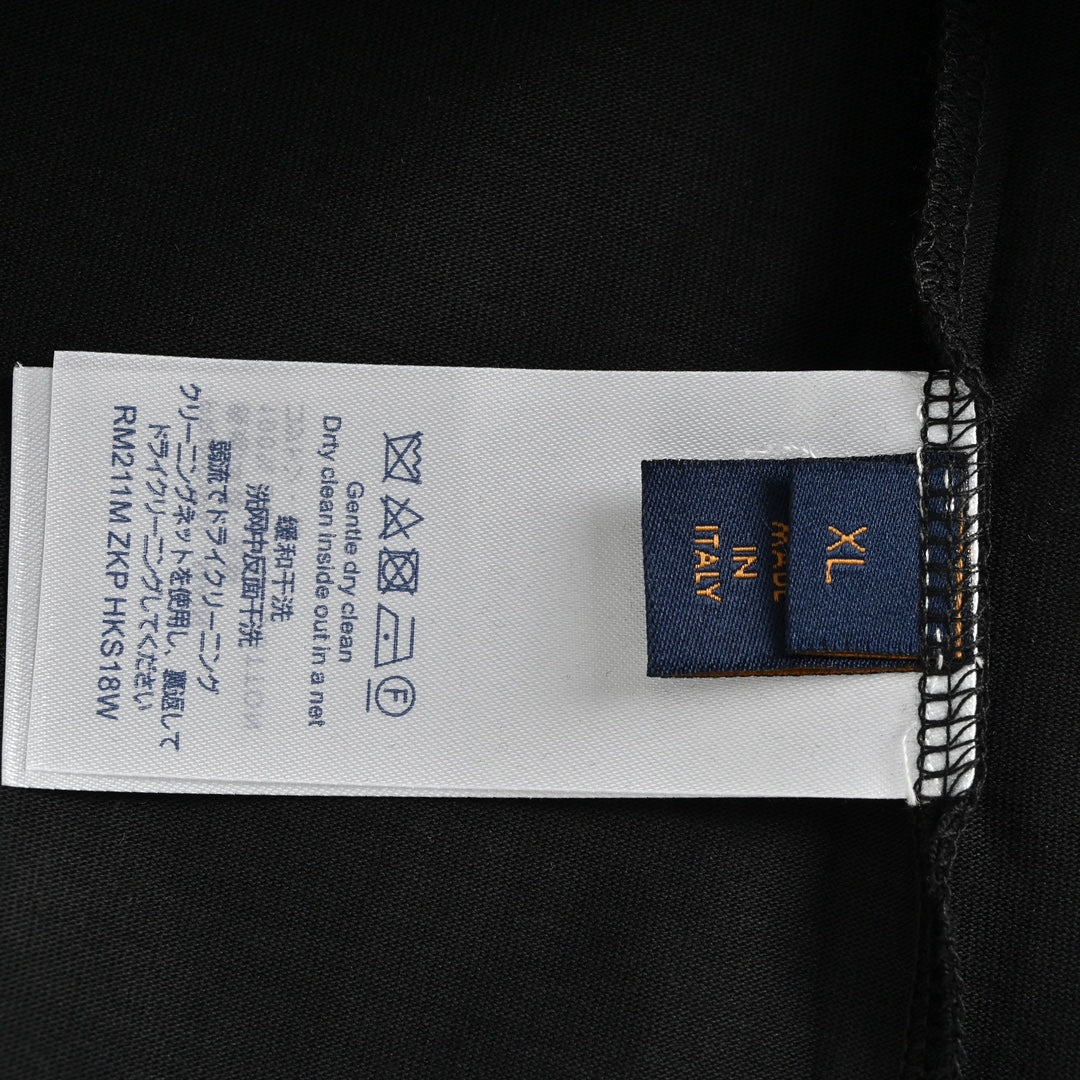 Gentle dry clean
Drty clean inside out in a net
缓和干洗
洗网中反面干洗
弱流でドライクリーニング
クリーニングネットを使用し、裏返して
ドライクリーニングしてください
RM211M ZKP HKS18W
XL
MADE
IN
ITALY